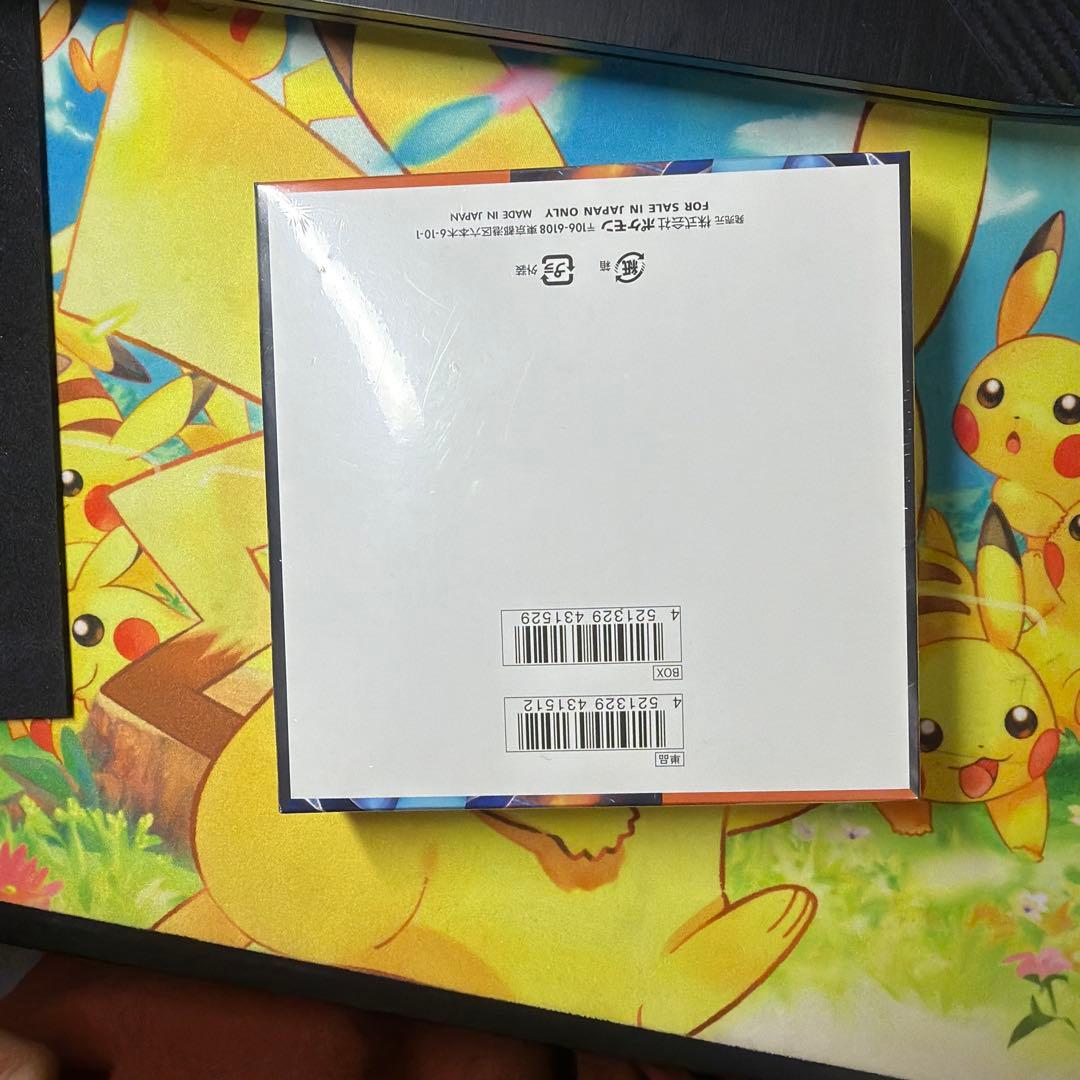 単品
4 521329 431512
BOX
4 521329 431529
紙 箱 プラ 外装
発売元 株式会社 ポケモン 〒106-6108 東京都港区六本木6-10-1
FOR SALE IN JAPAN ONLY MADE IN JAPAN